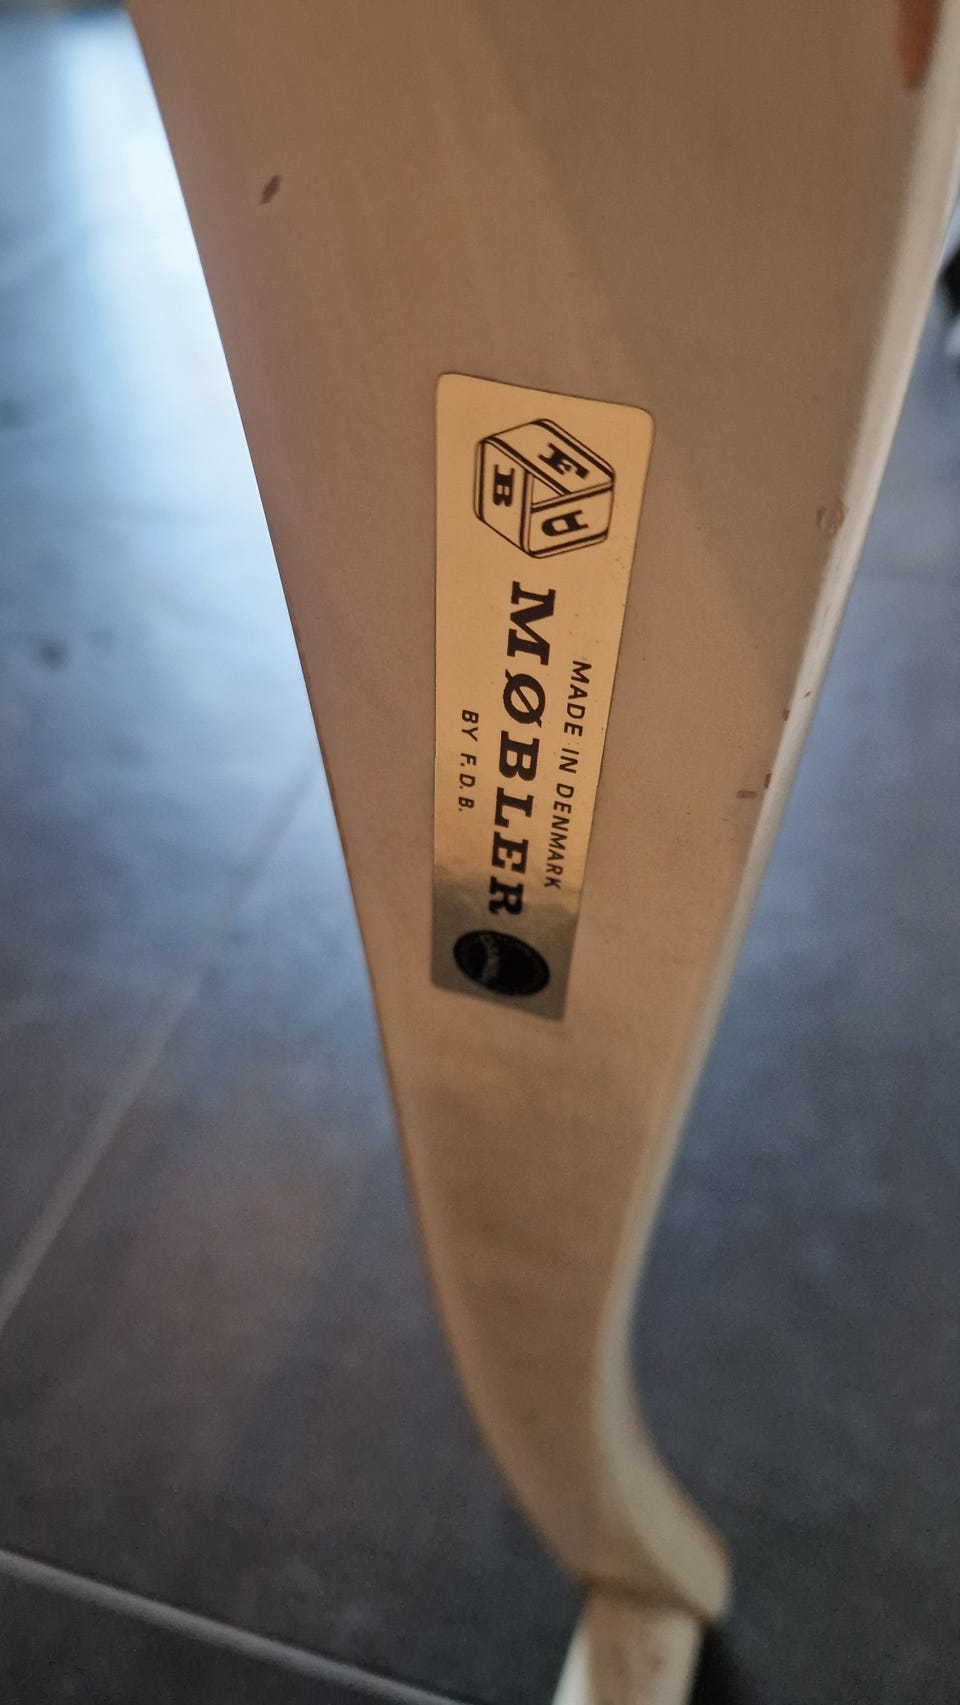 F
D
B
MADE IN DENMARK
MØBLER
BY F.D.B.